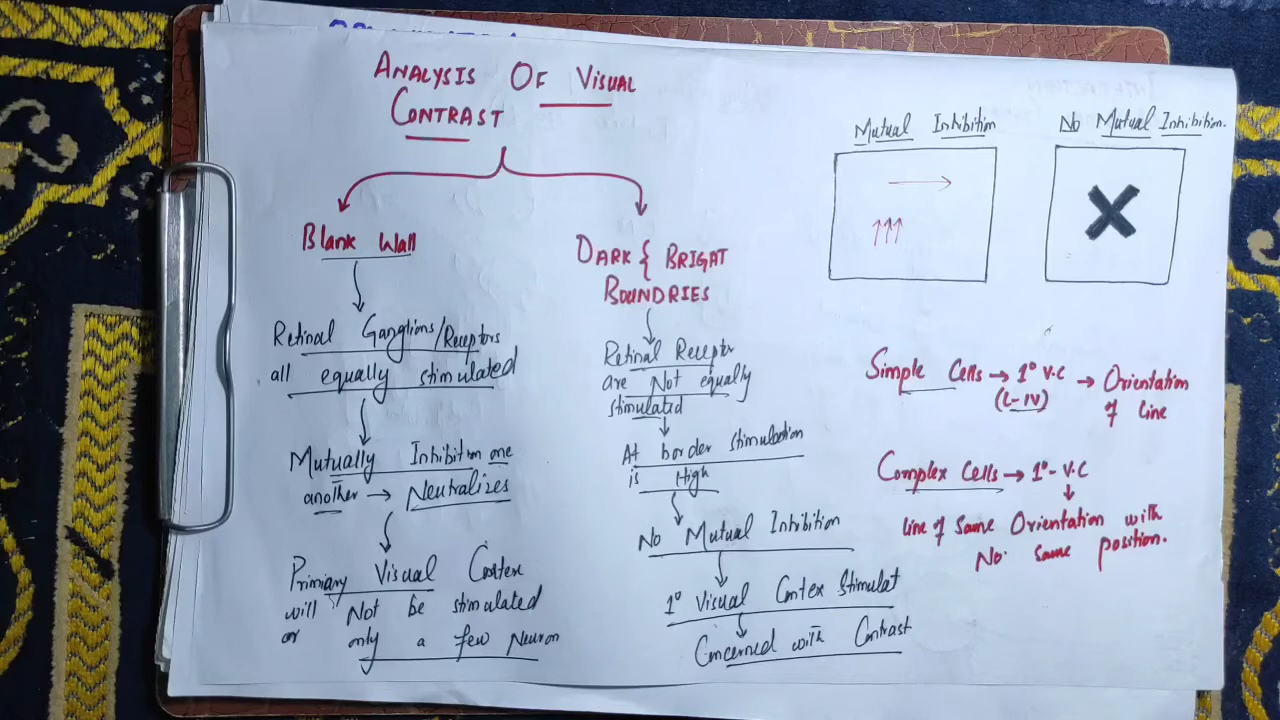 ANALYSIS OF VISUAL
CONTRAST
Blank Wall
Retinal Ganglions/Receptors
all equally stimulated
Mutually Inhibition one
another → Neutralizes
Primiary Visual Cortex
will Not be stimulated
or only a few Neuron
DARK { BRIGAT
BOUNDRIES
Retinal Receptor
are Not equally
stimulated
At border stimulation
is High
No Mutual Inhibition
1° Visual Cortex Stimulat
Concerned with Contrast
Mutual Inhibition
→
↑↑↑
No Mutual Inhibition.
X
Simple Cells → 1° V.C → Orientation
(L-IV) of line
Complex Cells → 1°-V.C
line of Same Orientation with
No. same position.